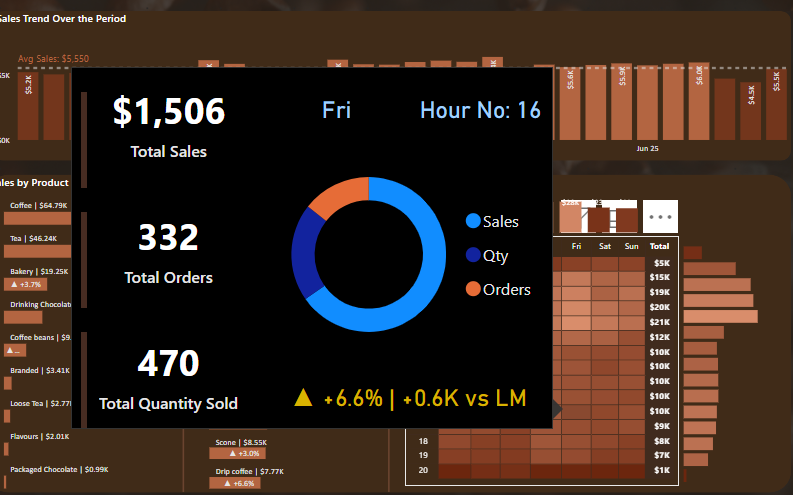 Sales Trend Over the Period
Avg Sales: $5,550
$5.2K
$5.6K
$5.9K
$6.0K
$4.5K
$5.5K
$0K
Jun 25
$1,506
Total Sales
332
Total Orders
470
Total Quantity Sold
Fri
Hour No: 16
Sales
Qty
Orders
▲ +6.6% | +0.6K vs LM
les by Product
Coffee | $64.79K
Tea | $46.24K
Bakery | $19.25K
▲ +3.7%
Drinking Chocolat
Coffee beans | $9.
▲ ...
Branded | $3.41K
Loose Tea | $2.77
Flavours | $2.01K
Packaged Chocolate | $0.99K
Scone | $8.55K
▲ +3.0%
Drip coffee | $7.77K
▲ +6.6%
Fri Sat Sun Total
$5K
$15K
$19K
$20K
$21K
$12K
$10K
$10K
$10K
$10K
$10K
$9K
18 $8K
19 $7K
20 $1K